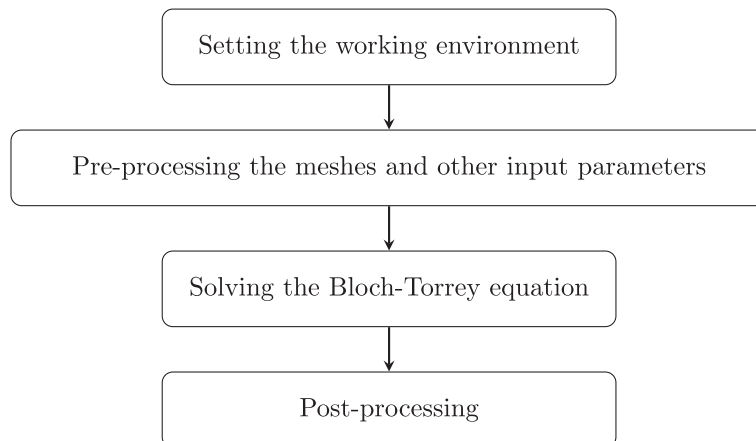 Setting the working environment
Pre-processing the meshes and other input parameters
Solving the Bloch-Torrey equation
Post-processing